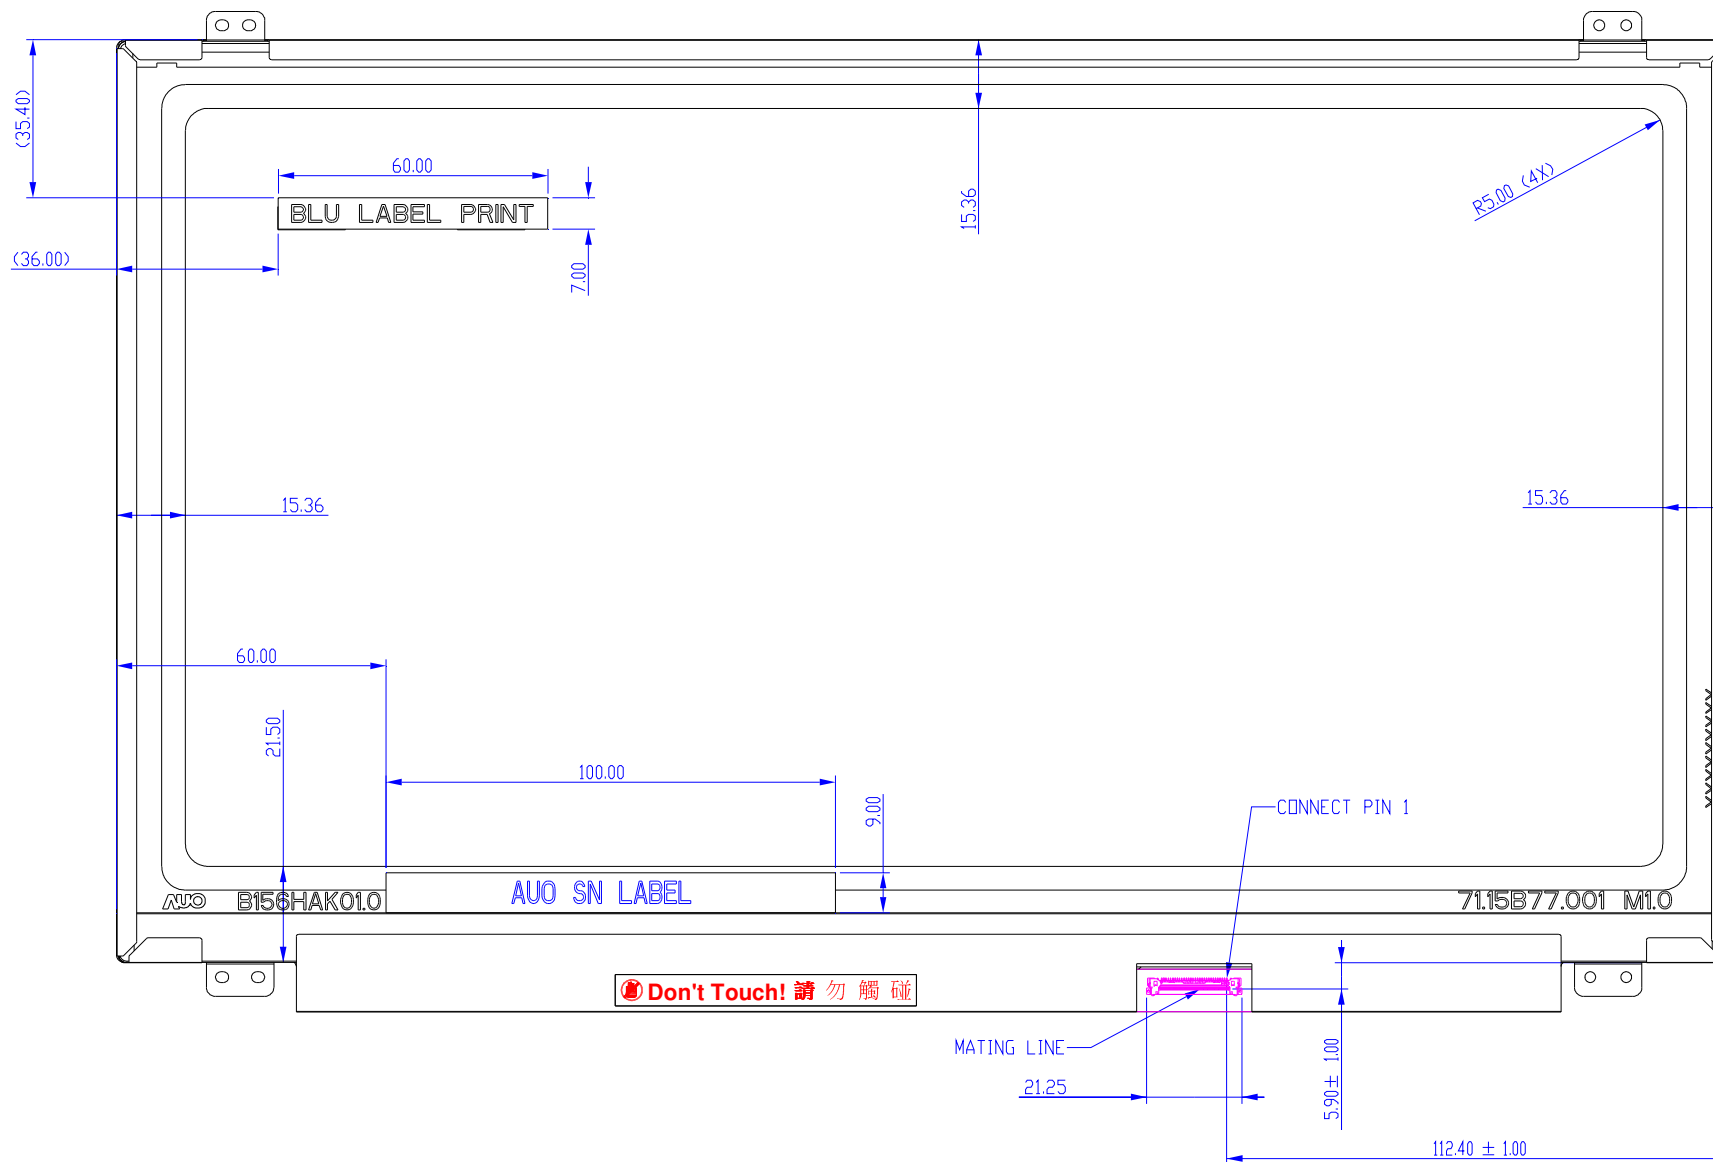 (35.40)
60.00
BLU LABEL PRINT
(36.00)
7.00
15.36
R5.00 (4X)
15.36
15.36
60.00
21.50
100.00
9.00
CONNECT PIN 1
AUO B156HAK01.0
AUO SN LABEL
71.15B77.001 M1.0
Don't Touch! 請勿觸碰
MATING LINE
21.25
5.90± 1.00
112.40 ± 1.00